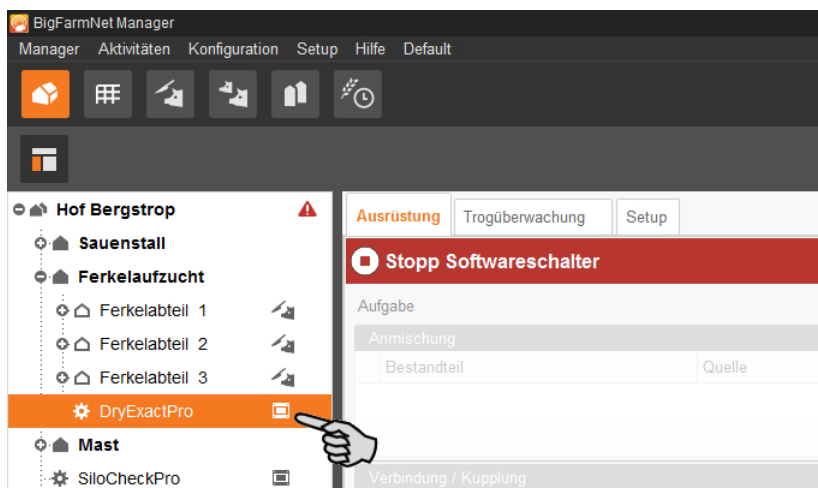 BigFarmNet Manager
Manager Aktivitäten Konfiguration Setup Hilfe Default
Hof Bergstrop
Sauenstall
Ferkelaufzucht
Ferkelabteil 1
Ferkelabteil 2
Ferkelabteil 3
DryExactPro
Mast
SiloCheckPro
Ausrüstung Trogüberwachung Setup
Stopp Softwareschalter
Aufgabe
Anmischung
Bestandteil Quelle
Verbindung / Kupplung